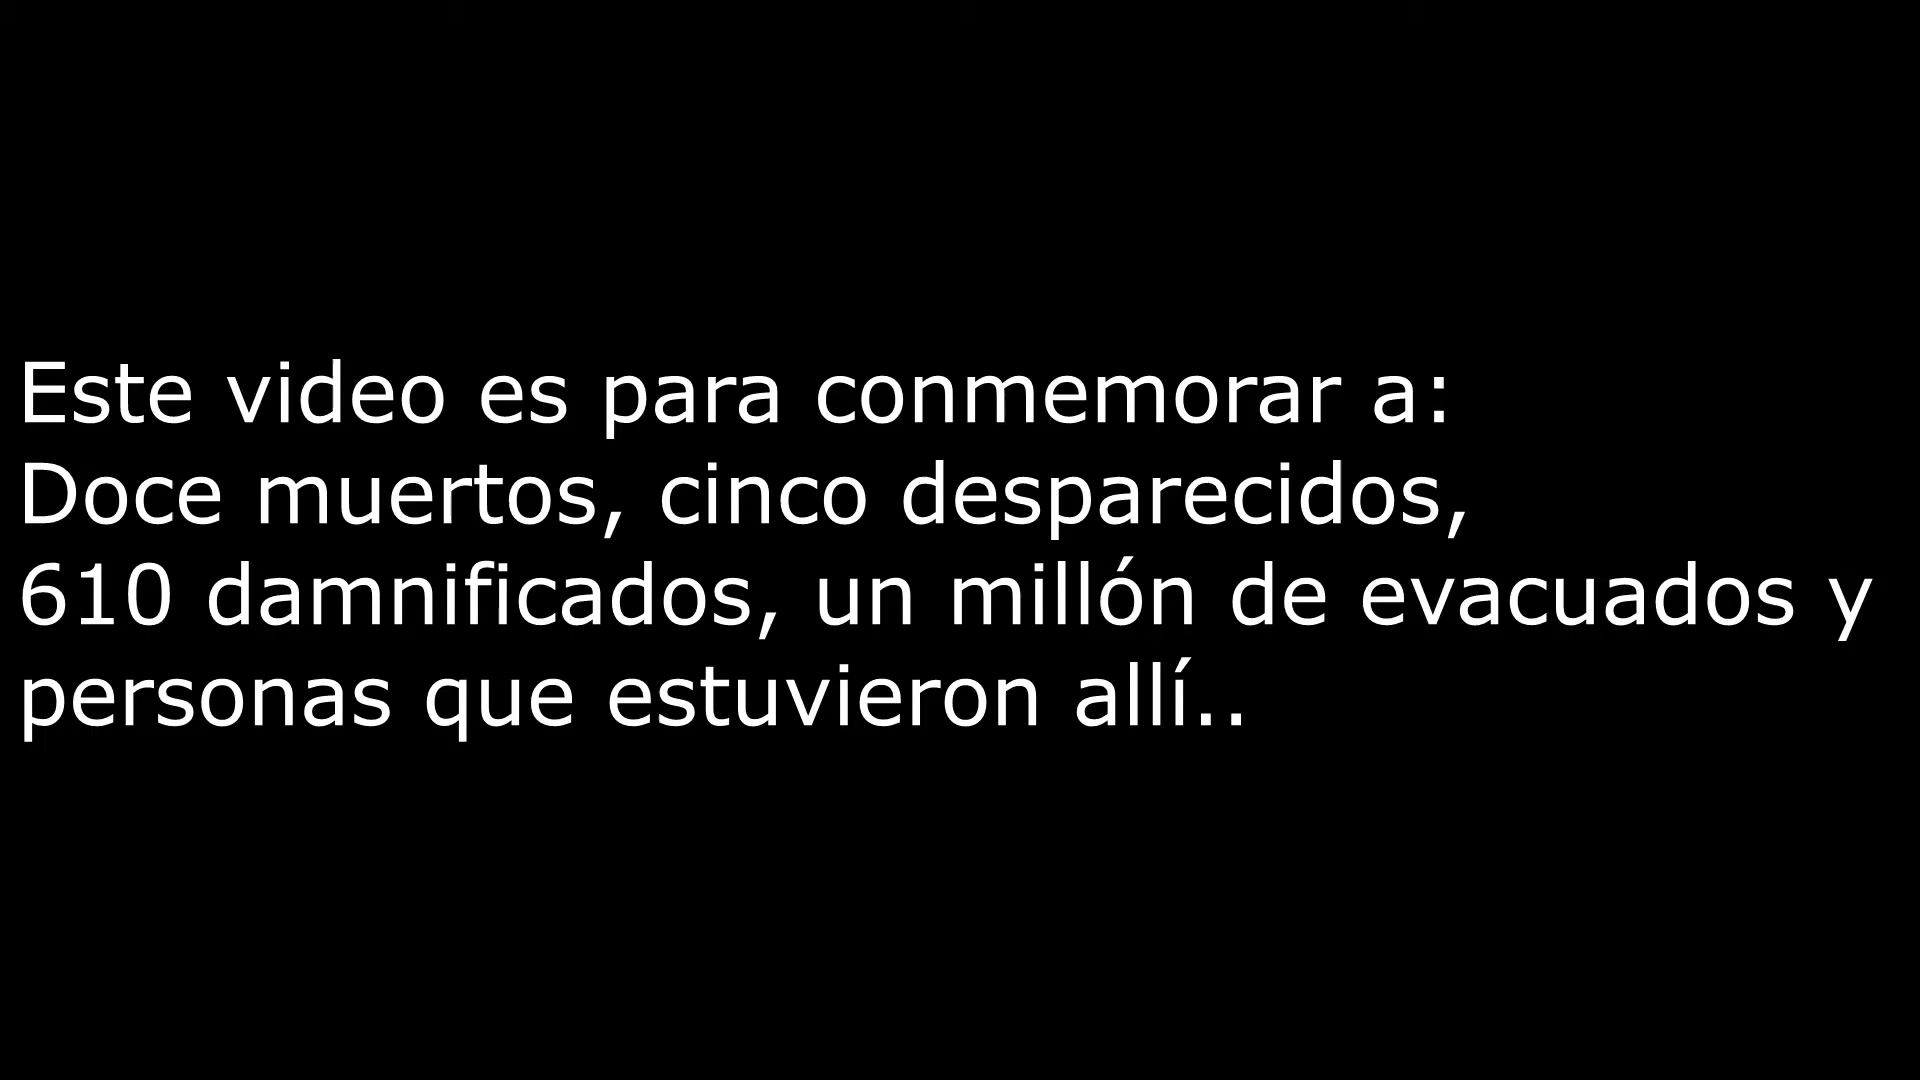 Este video es para conmemorar a:
Doce muertos, cinco desparecidos,
610 damnificados, un millón de evacuados y
personas que estuvieron allí..